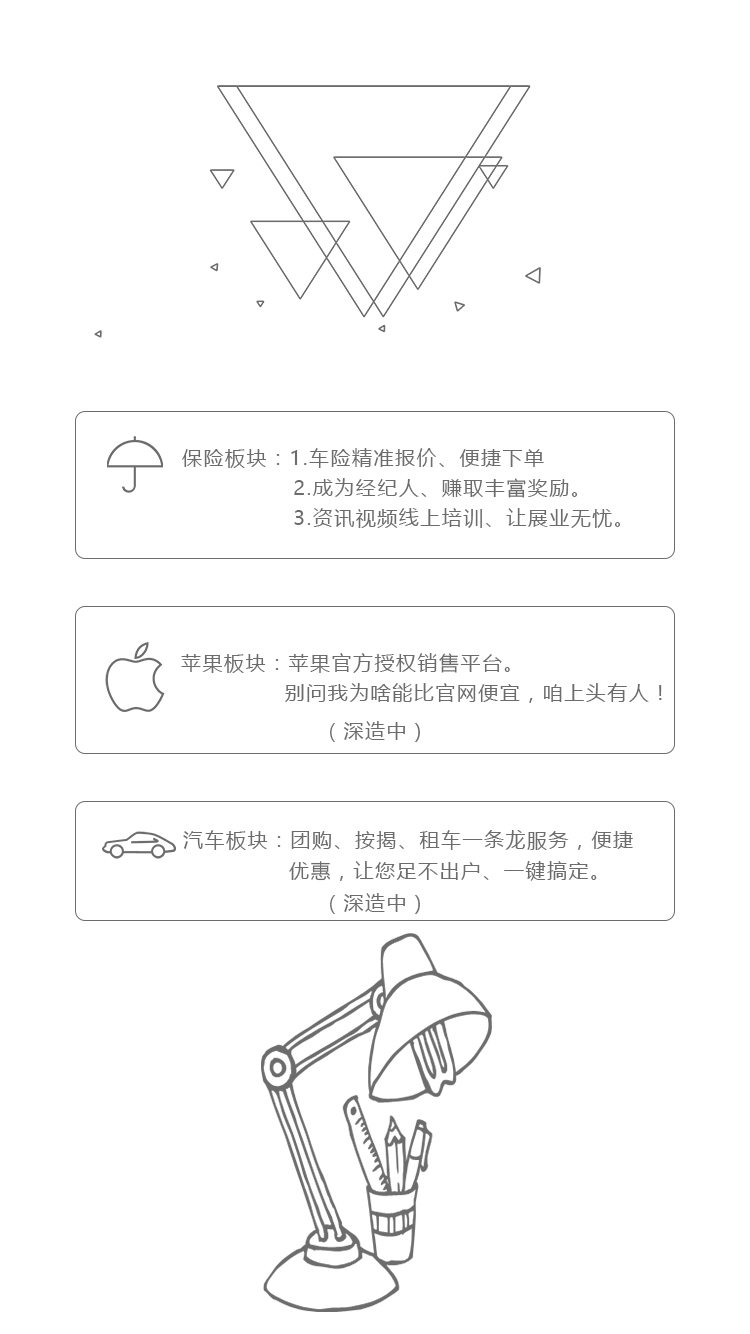 保险板块：1.车险精准报价、便捷下单
2.成为经纪人、赚取丰富奖励。
3.资讯视频线上培训、让展业无忧。
苹果板块：苹果官方授权销售平台。
别问我为啥能比官网便宜，咱上头有人！
（深造中）
汽车板块：团购、按揭、租车一条龙服务，便捷
优惠，让您足不出户、一键搞定。
（深造中）